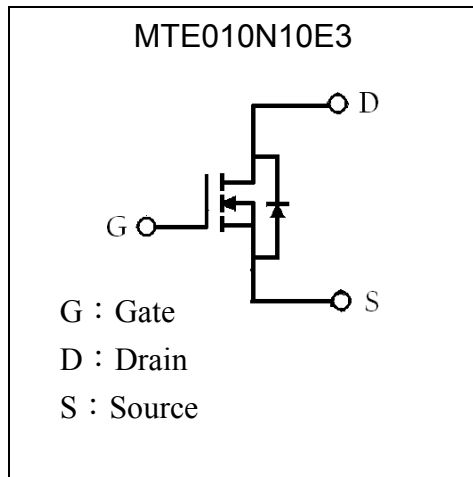 MTE010N10E3
D
G
S
G：Gate
D：Drain
S：Source